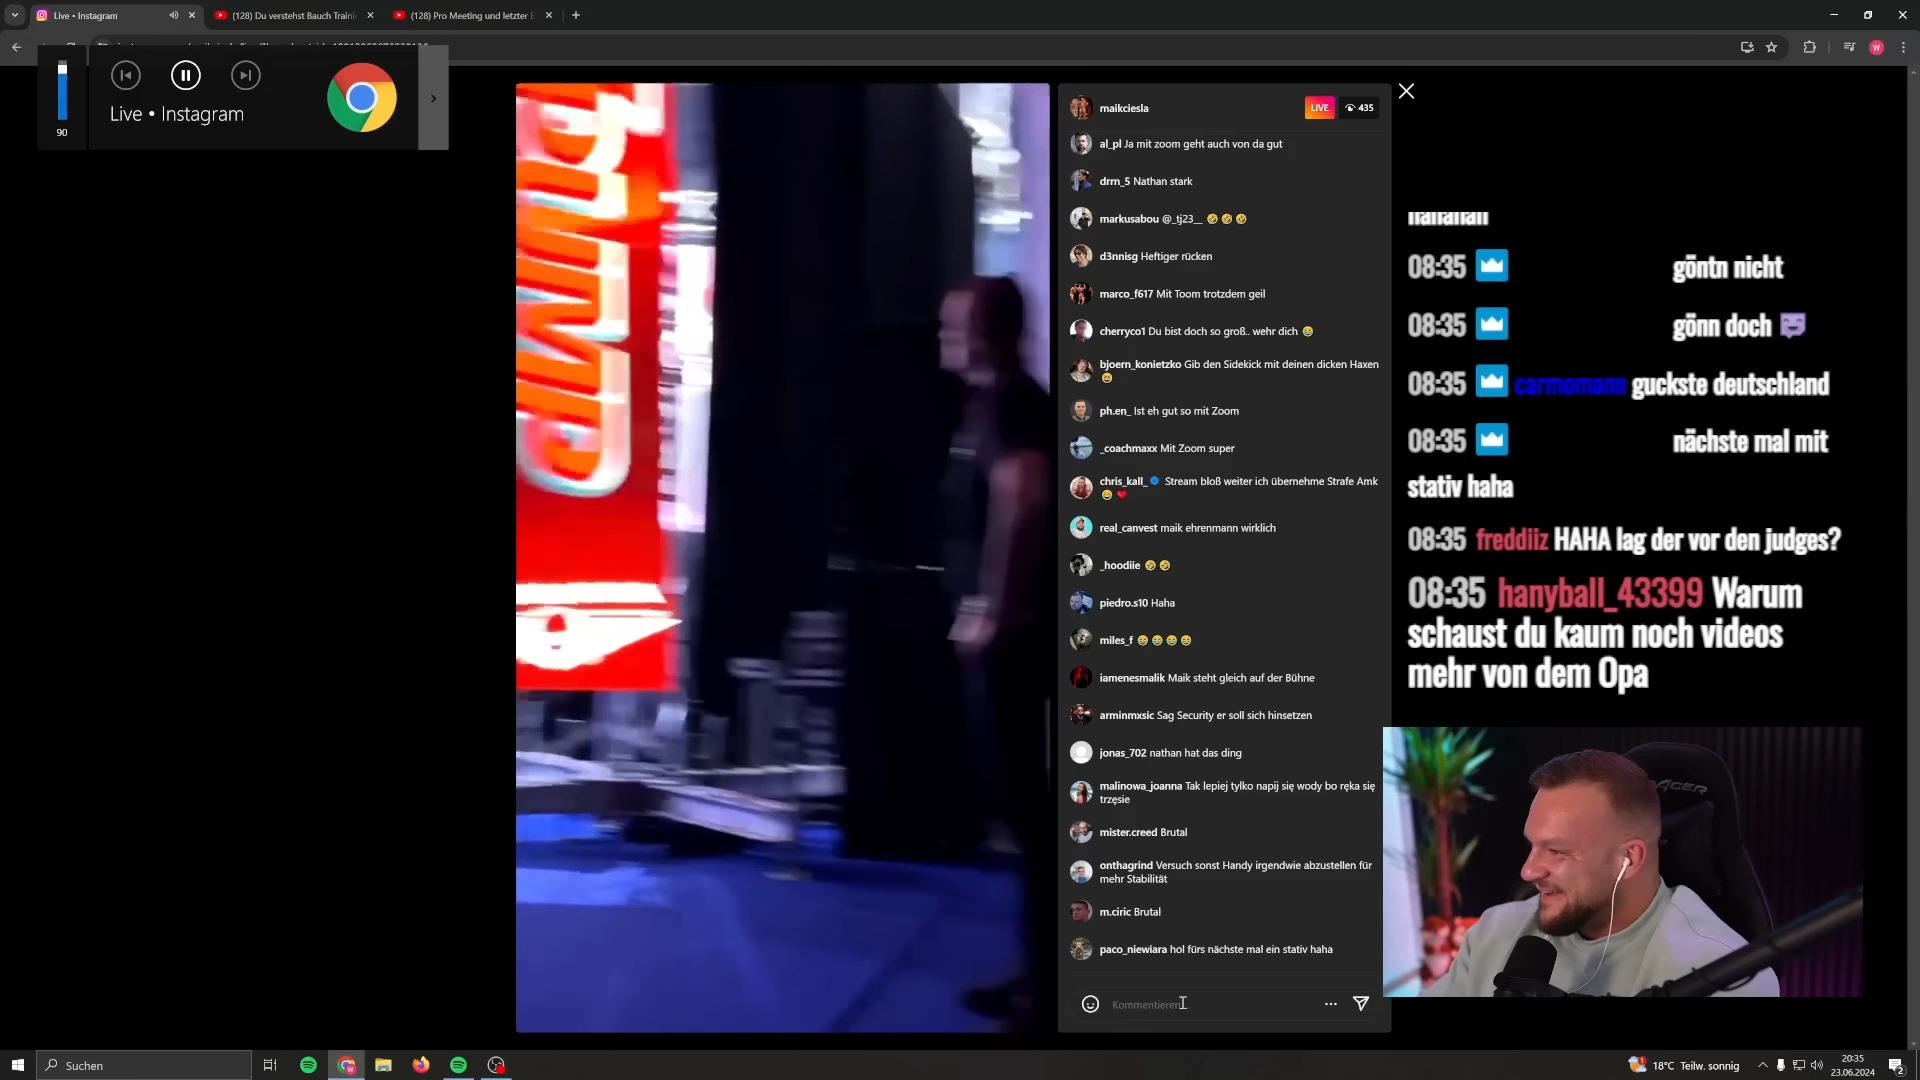 Live • Instagram
(128) Du verstehst Bauch Traini
(128) Pro Meeting und letzter E
90
Live • Instagram
maikciesla
LIVE
435
al_pl Ja mit zoom geht auch von da gut
drrn_5 Nathan stark
markusabou @_tj23__ 🤣🤣🤣
d3nnisg Heftiger rücken
marco_f617 Mit Toom trotzdem geil
cherryco1 Du bist doch so groß.. wehr dich 😂
bjoern_konietzko Gib den Sidekick mit deinen dicken Haxen
😄
ph.en_ Ist eh gut so mit Zoom
_coachmaxx Mit Zoom super
chris_kall_ Stream bloß weiter ich übernehme Strafe Amk
😂❤️
real_canvest maik ehrenmann wirklich
_hoodiie 🤣🤣
piedro.s10 Haha
miles_f 😂😂😂😂
iamenesmalik Maik steht gleich auf der Bühne
arminmxsic Sag Security er soll sich hinsetzen
jonas_702 nathan hat das ding
malinowa_joanna Tak lepiej tylko napij się wody bo ręka się
trzęsie
mister.creed Brutal
onthagrind Versuch sonst Handy irgendwie abzustellen für
mehr Stabilität
m.ciric Brutal
paco_niewiara hol fürs nächste mal ein stativ haha
Kommentieren
08:35 göntn nicht
08:35 gönn doch
08:35 carmomann guckste deutschland
08:35 nächste mal mit
stativ haha
08:35 freddiiz HAHA lag der vor den judges?
08:35 hanyball_43399 Warum
schaust du kaum noch videos
mehr von dem Opa
ACER
Suchen
18°C Teilw. sonnig
20:35
23.06.2024